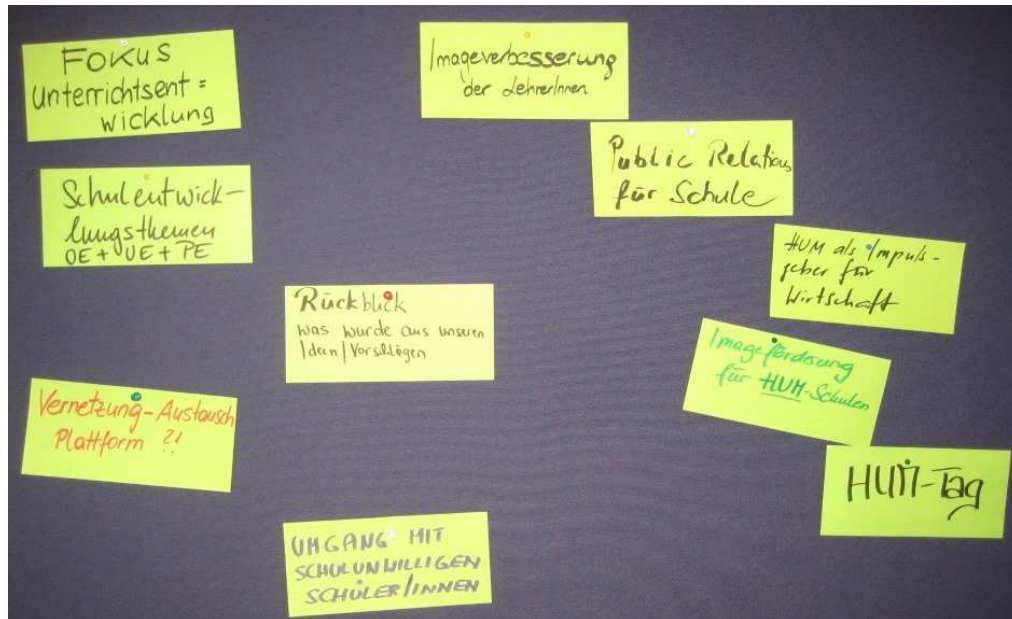 FOKUS
Unterrichtsent=
wicklung
Schulentwick-
lungsthemen
OE + UE + PE
Vernetzung-Austausch
Plattform ?!
Rückblick
was wurde aus unseren
Ideen/Vorschlägen
UMGANG MIT
SCHULUNWILLIGEN
SCHÜLER/INNEN
Imageverbesserung
der LehrerInnen
Public Relations
für Schule
HUM als Impuls-
geber für
Wirtschaft
Imageförderung
für HUM-Schulen
HUM-Tag